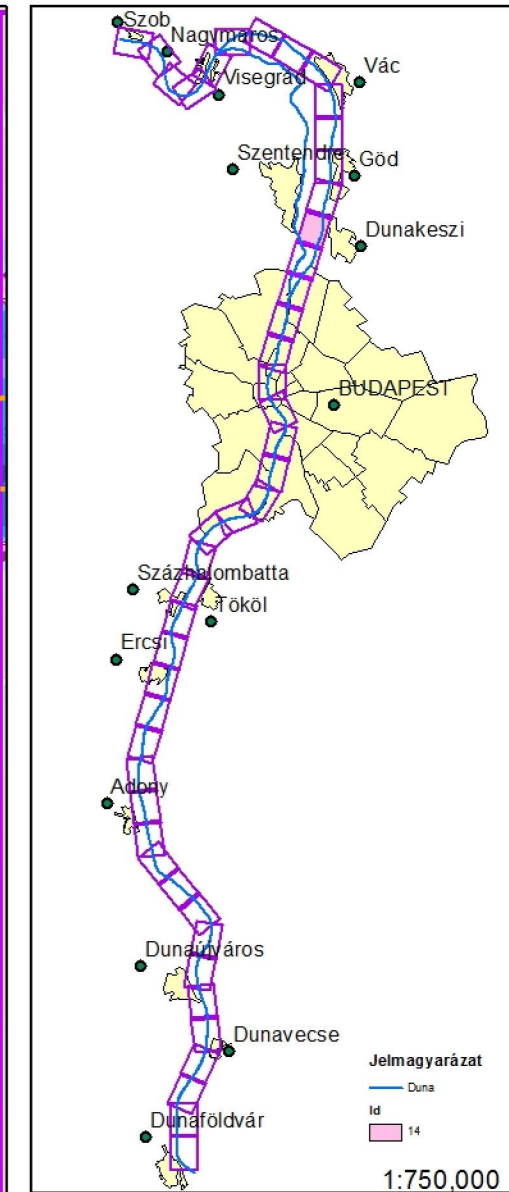 Szob
Nagymaros
Visegrád
Vác
Szentendre
Göd
Dunakeszi
BUDAPEST
Százhalombatta
Tököl
Ercsi
Adony
Dunaújváros
Dunavecse
Dunaföldvár
Jelmagyarázat
Duna
Id
14
1:750,000